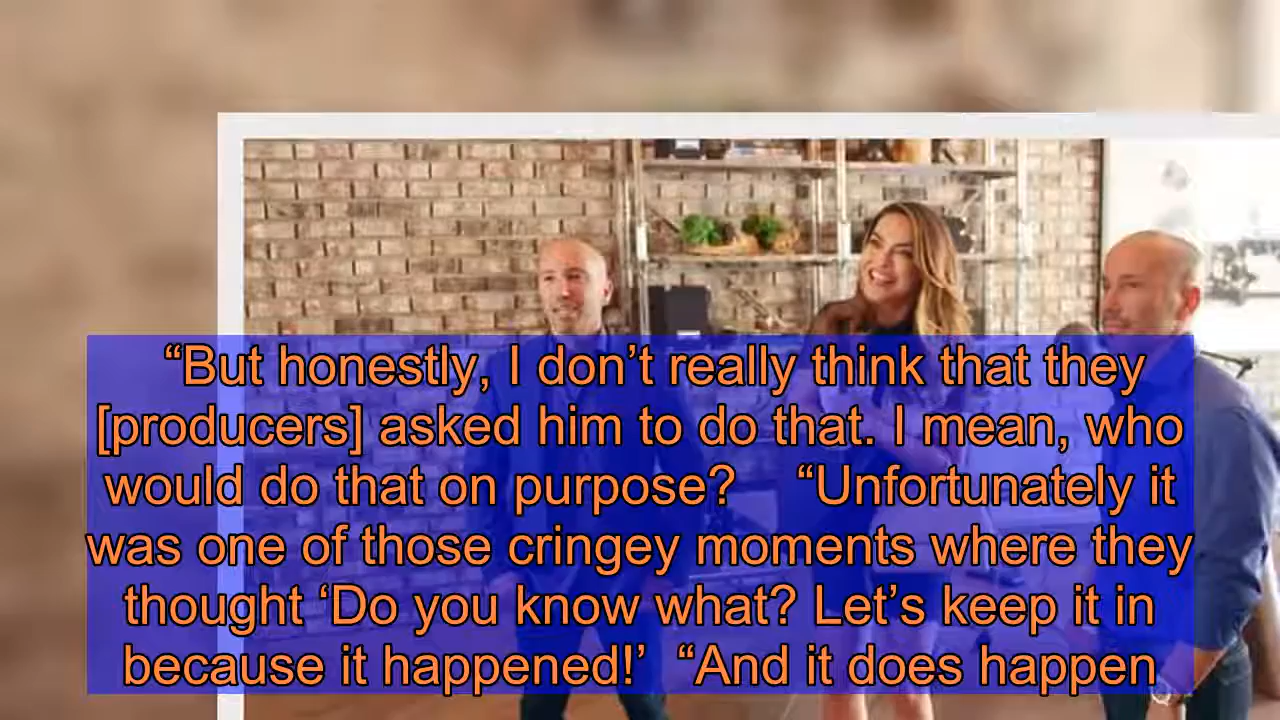 “But honestly, I don’t really think that they
[producers] asked him to do that. I mean, who
would do that on purpose? “Unfortunately it
was one of those cringey moments where they
thought ‘Do you know what? Let’s keep it in
because it happened!’ “And it does happen